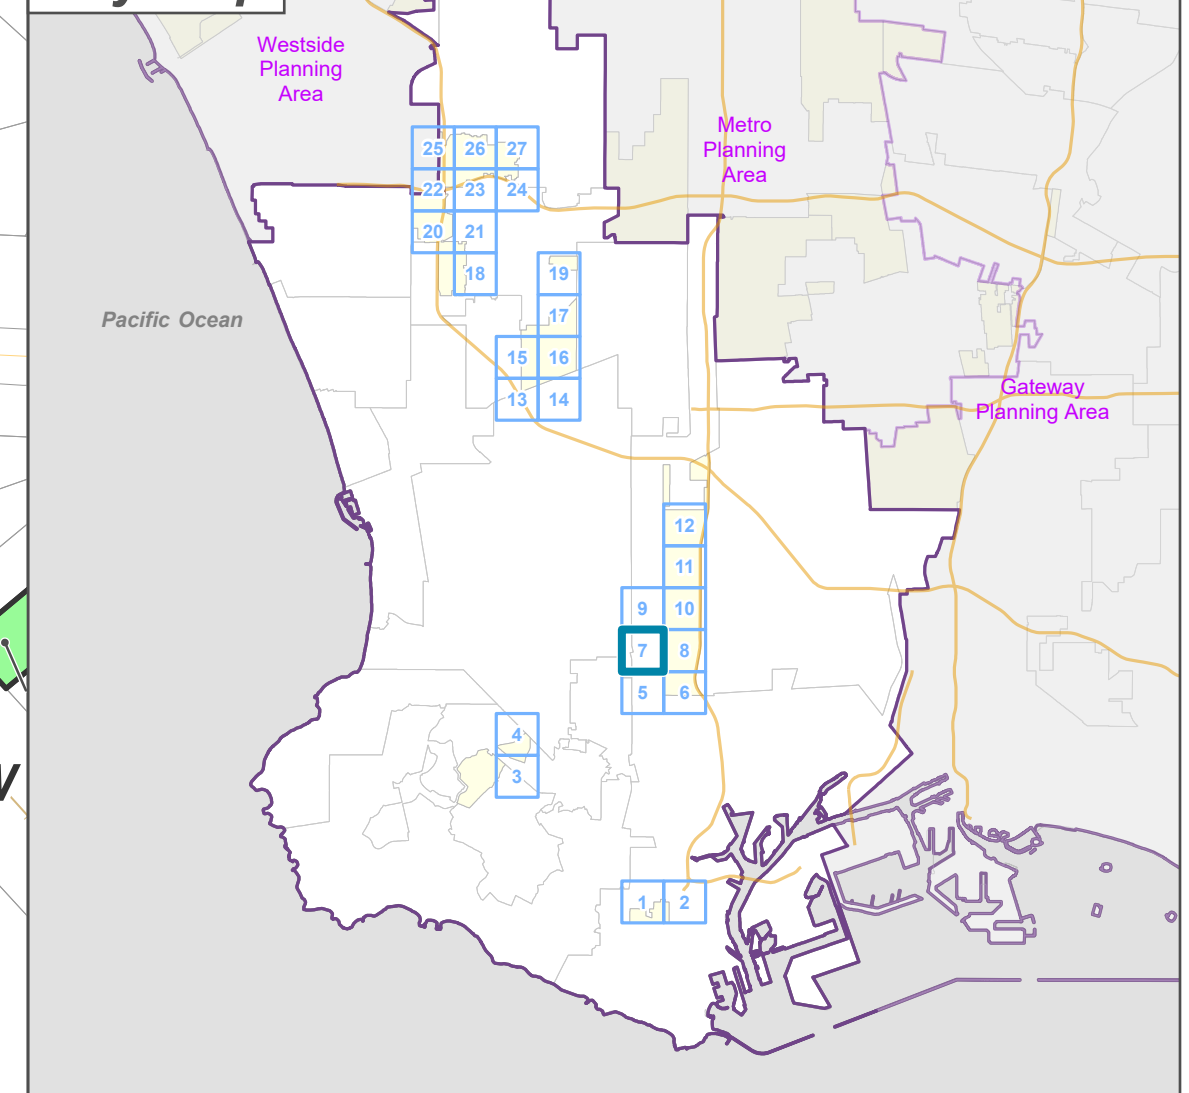 Westside
Planning
Area
Metro
Planning
Area
25 26 27
22 23 24
20 21
18 19
Pacific Ocean
17
15 16
13 14
Gateway
Planning Area
12
11
9 10
7 8
5 6
4
3
1 2